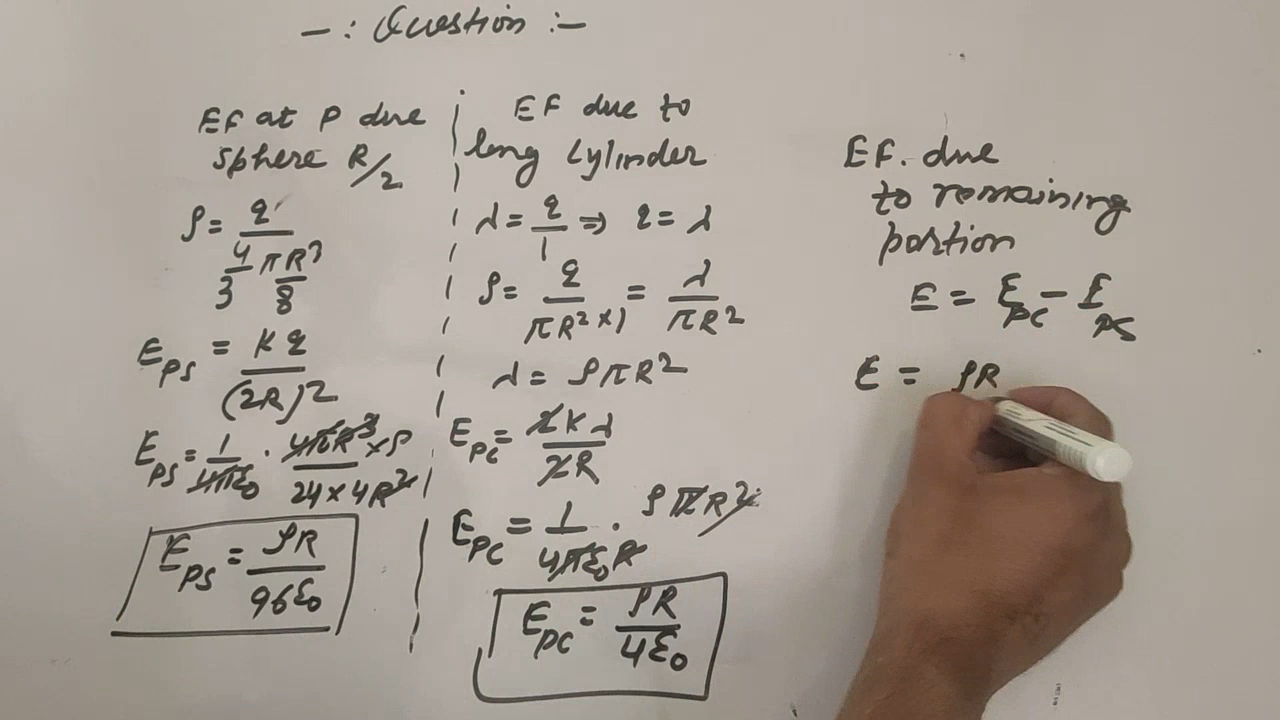 — : Question : —
EF at P due
sphere R/2
ρ = q / (4/3 π R³/8)
E_PS = Kq / (2R)²
E_PS = 1/4πε₀ · 4πR³ × ρ / 24 × 4R²
E_PS = ρR / 96ε₀
EF due to
long cylinder
λ = q/1 ⇒ q = λ
ρ = q / πR² × 1 = λ / πR²
λ = ρπR²
E_PC = 2Kλ / 2R
E_PC = 1 / 4πε₀R · ρπR²
E_PC = ρR / 4ε₀
EF. due
to remaining
portion
E = E_PC − E_PS
E = ρR